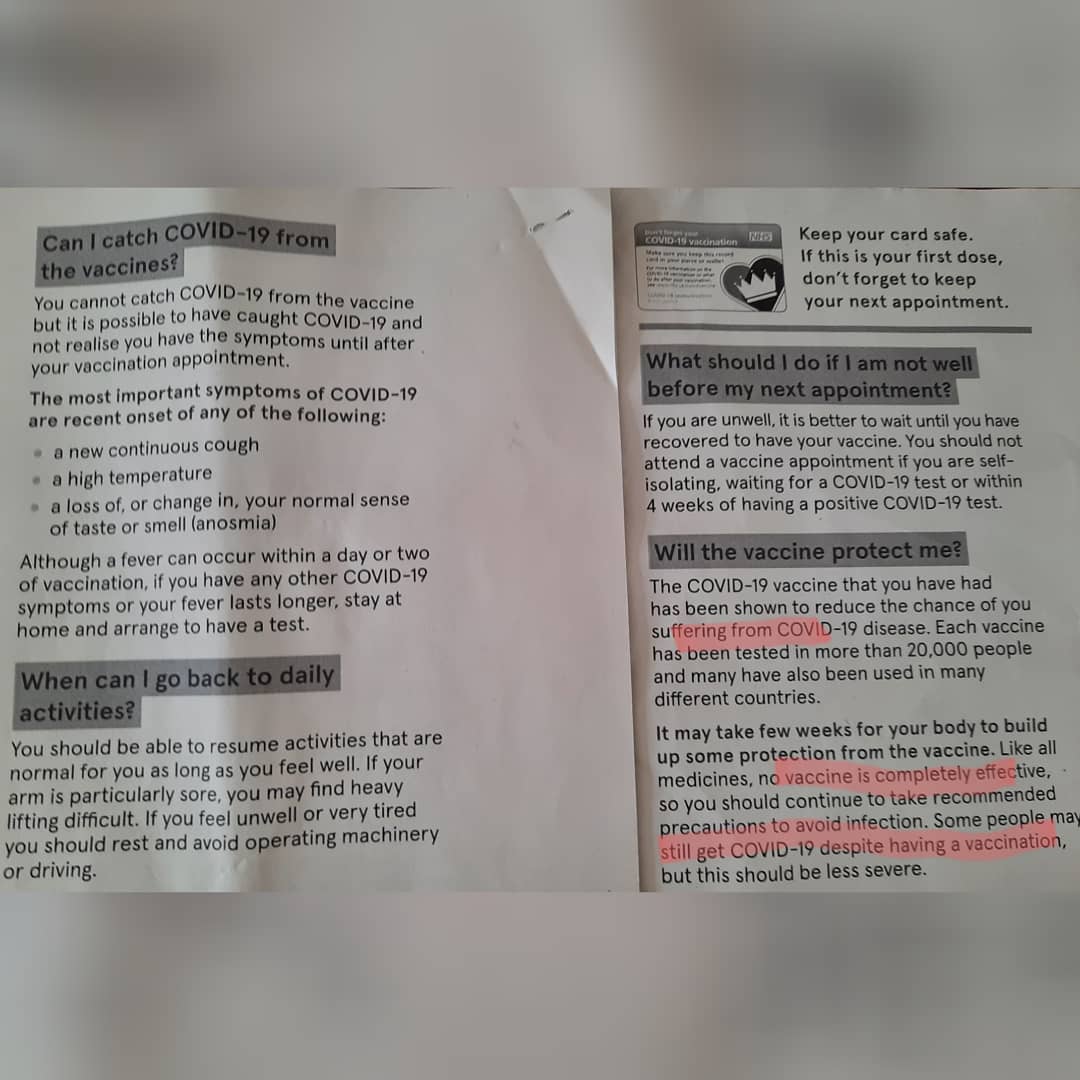 Can I catch COVID-19 from
the vaccines?
You cannot catch COVID-19 from the vaccine
but it is possible to have caught COVID-19 and
not realise you have the symptoms until after
your vaccination appointment.
The most important symptoms of COVID-19
are recent onset of any of the following:
• a new continuous cough
• a high temperature
• a loss of, or change in, your normal sense
of taste or smell (anosmia)
Although a fever can occur within a day or two
of vaccination, if you have any other COVID-19
symptoms or your fever lasts longer, stay at
home and arrange to have a test.
When can I go back to daily
activities?
You should be able to resume activities that are
normal for you as long as you feel well. If your
arm is particularly sore, you may find heavy
lifting difficult. If you feel unwell or very tired
you should rest and avoid operating machinery
or driving.
Don't forget your
COVID-19 vaccination
NHS
Make sure you keep this record
card in your purse or wallet
Keep your card safe.
If this is your first dose,
don't forget to keep
your next appointment.
What should I do if I am not well
before my next appointment?
If you are unwell, it is better to wait until you have
recovered to have your vaccine. You should not
attend a vaccine appointment if you are self-
isolating, waiting for a COVID-19 test or within
4 weeks of having a positive COVID-19 test.
Will the vaccine protect me?
The COVID-19 vaccine that you have had
has been shown to reduce the chance of you
suffering from COVID-19 disease. Each vaccine
has been tested in more than 20,000 people
and many have also been used in many
different countries.
It may take few weeks for your body to build
up some protection from the vaccine. Like all
medicines, no vaccine is completely effective,
so you should continue to take recommended
precautions to avoid infection. Some people may
still get COVID-19 despite having a vaccination,
but this should be less severe.